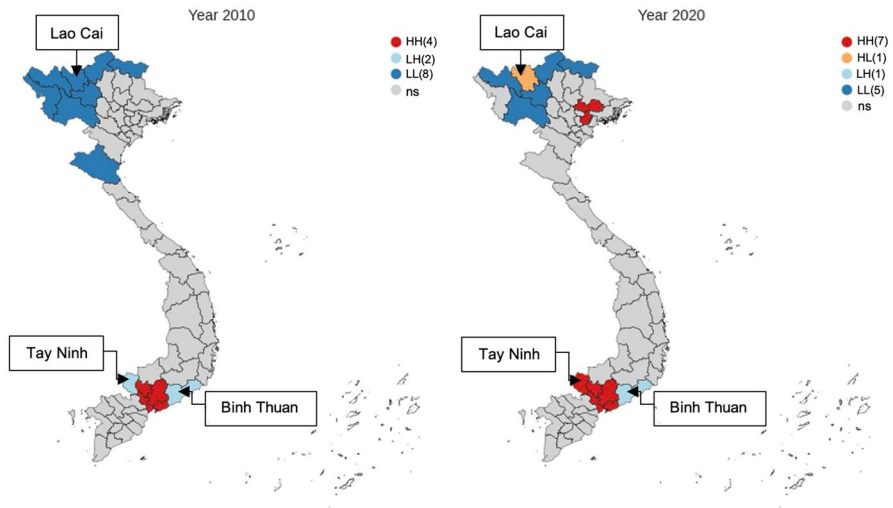 Year 2010
Lao Cai
HH(4)
LH(2)
LL(8)
ns
Tay Ninh
Binh Thuan
Year 2020
Lao Cai
HH(7)
HL(1)
LH(1)
LL(5)
ns
Tay Ninh
Binh Thuan